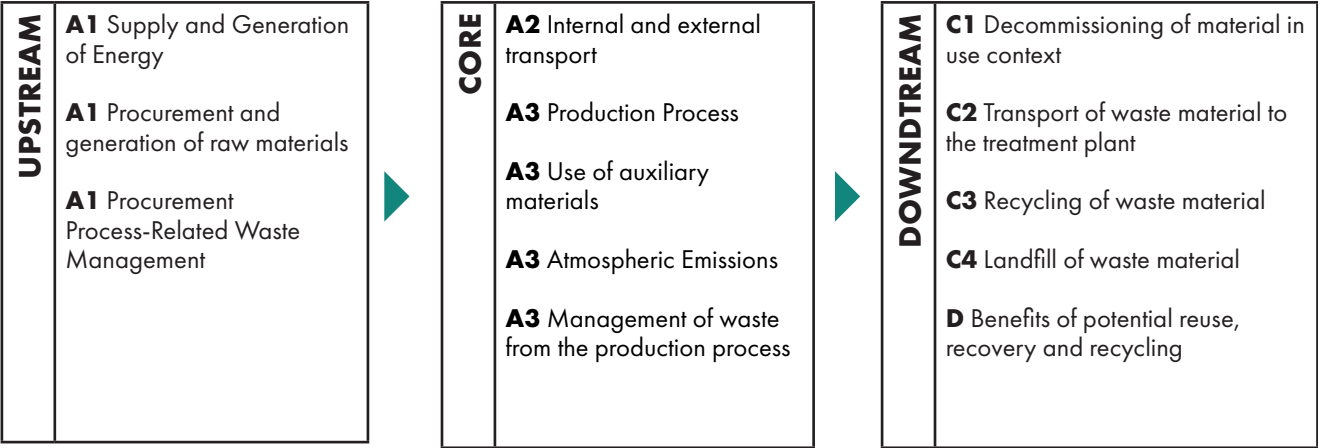 UPSTREAM
A1 Supply and Generation
of Energy
A1 Procurement and
generation of raw materials
A1 Procurement
Process-Related Waste
Management
CORE
A2 Internal and external
transport
A3 Production Process
A3 Use of auxiliary
materials
A3 Atmospheric Emissions
A3 Management of waste
from the production process
DOWNDTREAM
C1 Decommissioning of material in
use context
C2 Transport of waste material to
the treatment plant
C3 Recycling of waste material
C4 Landfill of waste material
D Benefits of potential reuse,
recovery and recycling